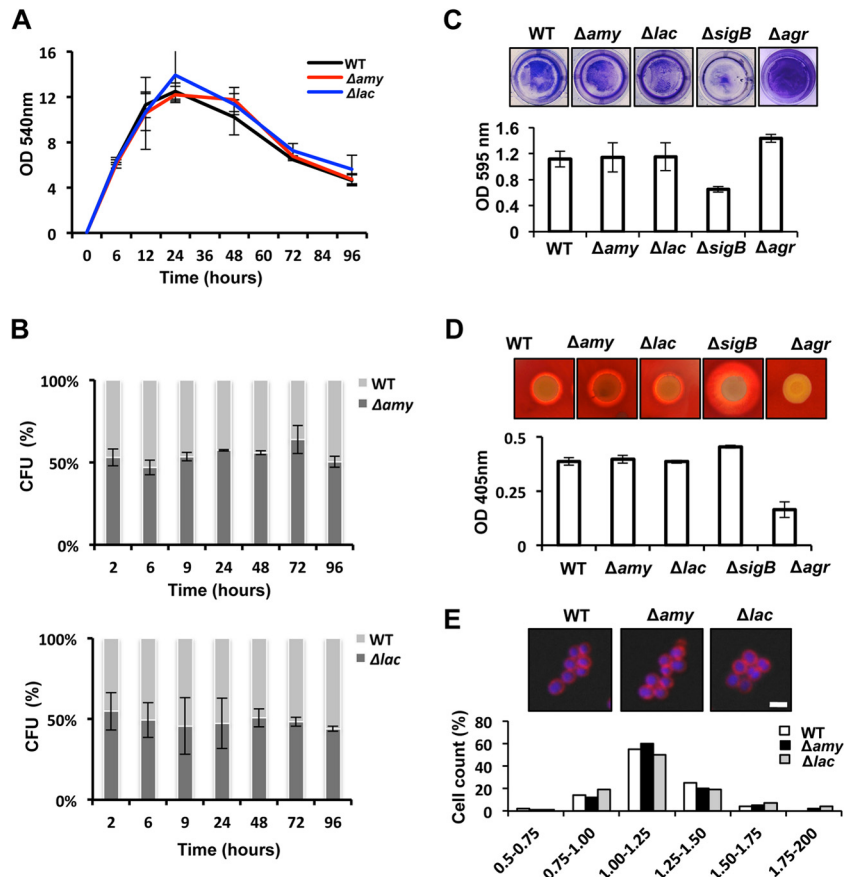 A
16
12
8
4
0
OD 540nm
WT
Δamy
Δlac
0 6 12 24 36 48 60 72 84 96
Time (hours)
B
100%
50%
0%
CFU (%)
WT
Δamy
2 6 9 24 48 72 96
Time (hours)
100%
50%
0%
CFU (%)
WT
Δlac
2 6 9 24 48 72 96
Time (hours)
C
WT Δamy Δlac ΔsigB Δagr
1.6
1.2
0.8
0.4
0
OD 595 nm
WT Δamy Δlac ΔsigB Δagr
D
WT Δamy Δlac ΔsigB Δagr
0.5
0.25
0
OD 405nm
WT Δamy Δlac ΔsigB Δagr
E
WT Δamy Δlac
80
60
40
20
0
Cell count (%)
WT
Δamy
Δlac
0.5-0.75 0.75-1.00 1.00-1.25 1.25-1.50 1.50-1.75 1.75-200